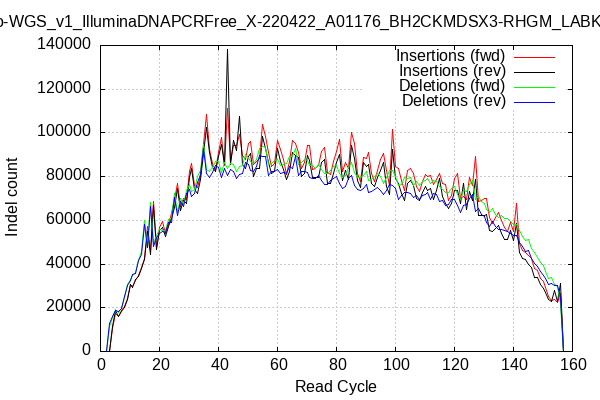 o-WGS_v1_IlluminaDNAPCRFree_X-220422_A01176_BH2CKMDSX3-RHGM_LABK
140000
120000
100000
80000
60000
40000
20000
0
Indel count
Insertions (fwd)
Insertions (rev)
Deletions (fwd)
Deletions (rev)
0 20 40 60 80 100 120 140 160
Read Cycle